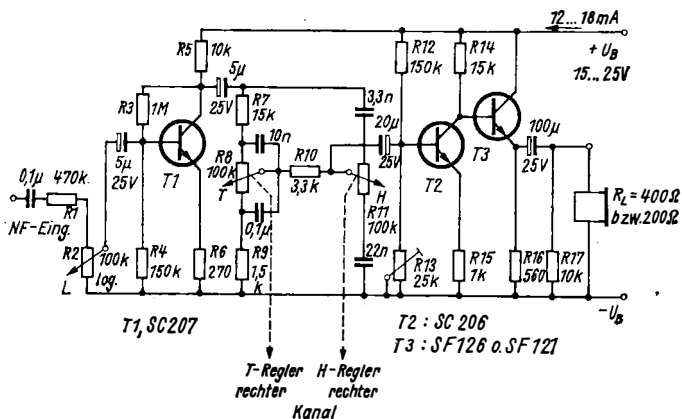 12...18mA
+ U_B
15...25V
R5
10k
5µ
25V
R3
1M
5µ
25V
T1
R7
15k
10n
R8
100k
T
0,1µ
R9
1,5
k
R10
3,3k
3,3n
20µ
25V
H
R11
100k
22n
R12
150k
R14
15k
T2
T3
100µ
25V
R_L = 400Ω
bzw. 200Ω
0,1µ
470k
R1
NF-Eing.
R2
100k
log.
L
R4
150k
R6
270
R13
25k
R15
1k
R16
560
R17
10k
- U_B
T1, SC207
T2 : SC 206
T3 : SF126 o. SF121
T-Regler
rechter
H-Regler
rechter
Kanal